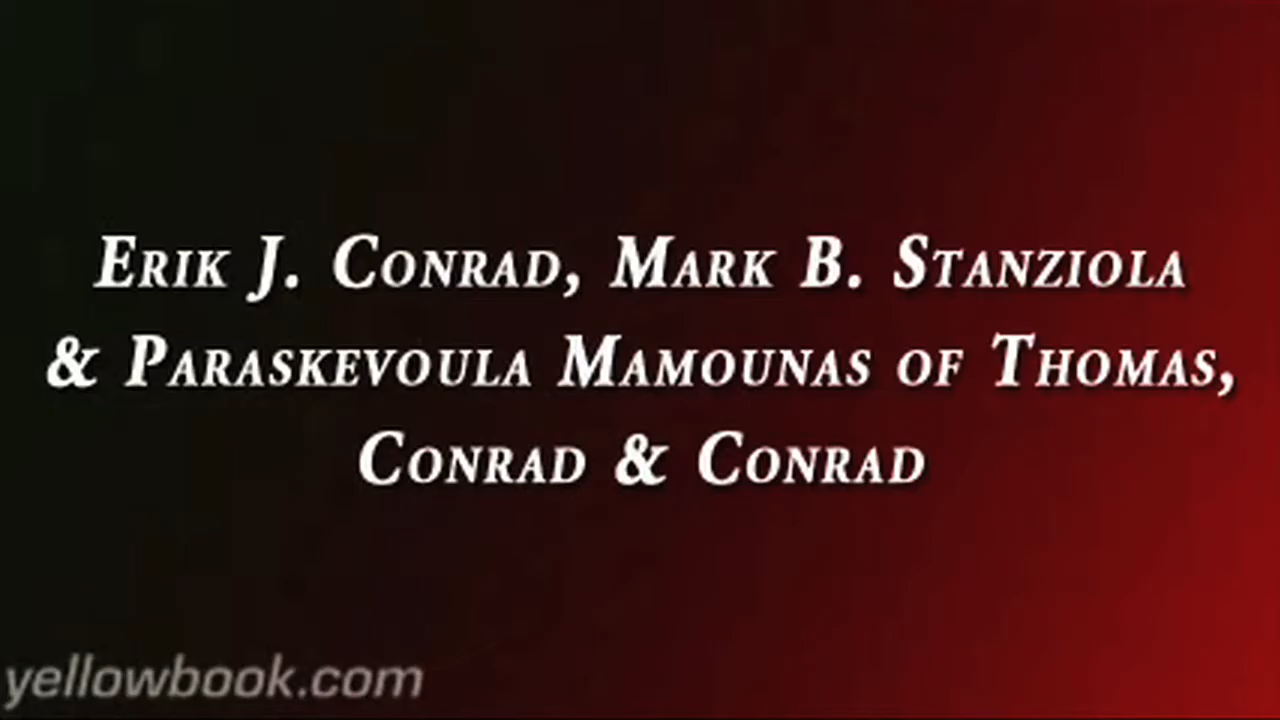 Erik J. Conrad, Mark B. Stanziola
& Paraskevoula Mamounas of Thomas,
Conrad & Conrad
yellowbook.com